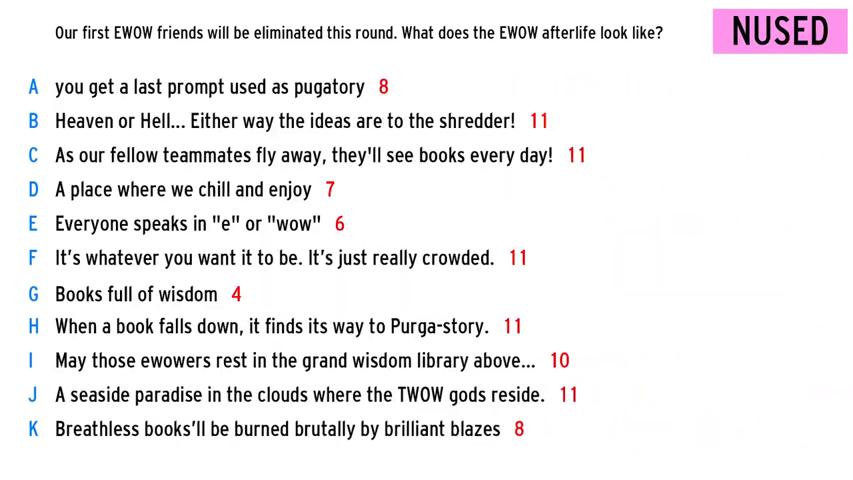 Our first EWOW friends will be eliminated this round. What does the EWOW afterlife look like?
NUSED
A you get a last prompt used as pugatory 8
B Heaven or Hell... Either way the ideas are to the shredder! 11
C As our fellow teammates fly away, they'll see books every day! 11
D A place where we chill and enjoy 7
E Everyone speaks in "e" or "wow" 6
F It's whatever you want it to be. It's just really crowded. 11
G Books full of wisdom 4
H When a book falls down, it finds its way to Purga-story. 11
I May those ewowers rest in the grand wisdom library above... 10
J A seaside paradise in the clouds where the TWOW gods reside. 11
K Breathless books'll be burned brutally by brilliant blazes 8